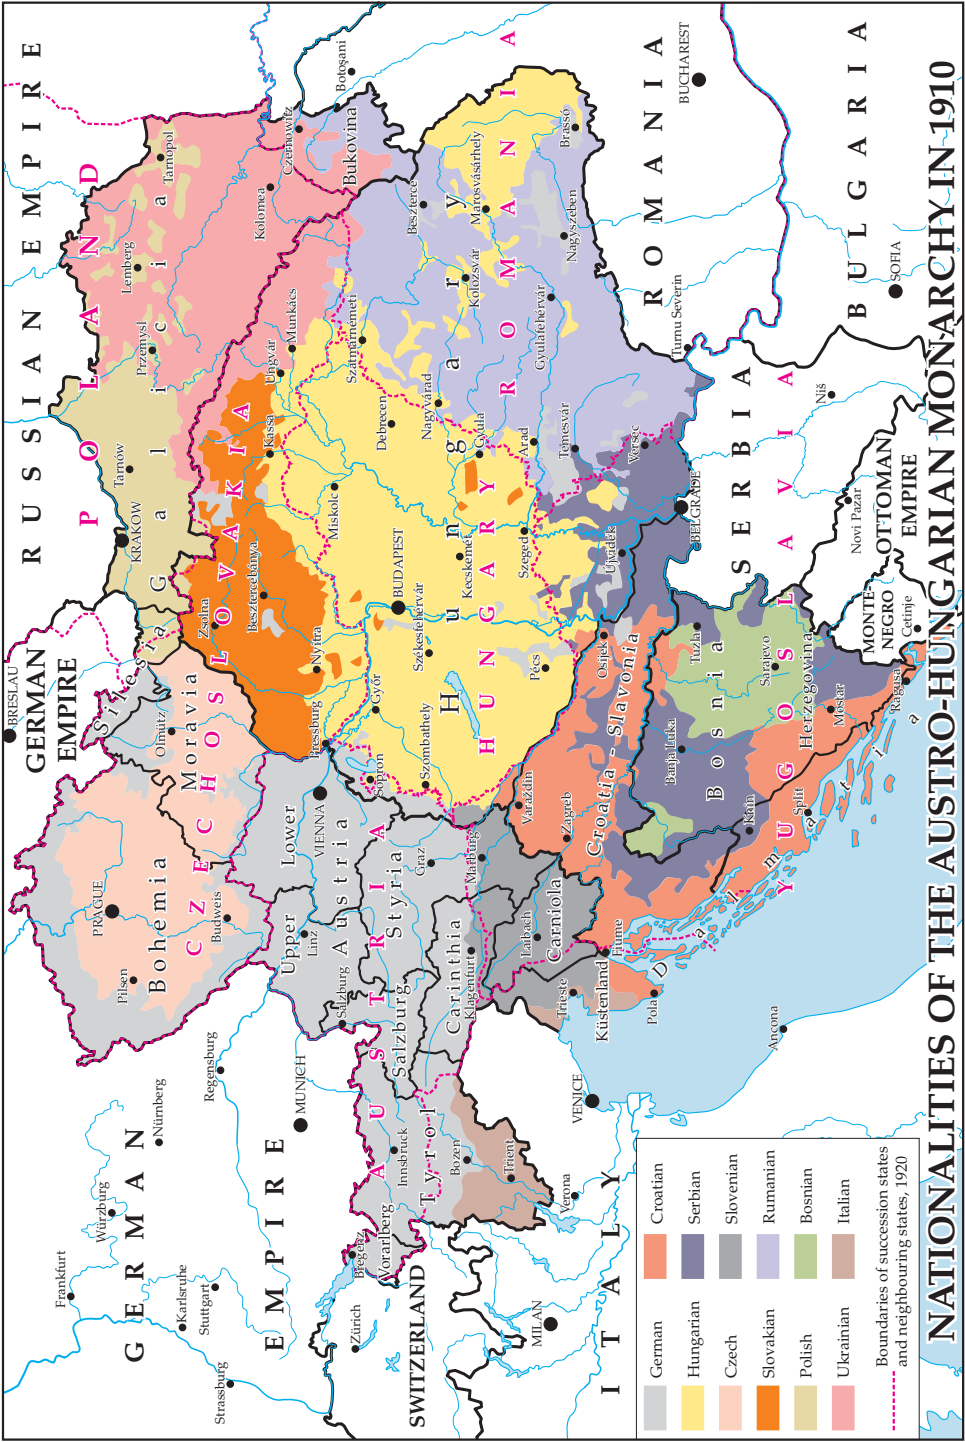 NATIONALITIES OF THE AUSTRO-HUNGARIAN MONARCHY IN 1910
German
Hungarian
Czech
Slovakian
Polish
Ukrainian
Croatian
Serbian
Slovenian
Rumanian
Bosnian
Italian
Boundaries of succession states
and neighbouring states, 1920
GERMAN
EMPIRE
Frankfurt
Würzburg
Nürnberg
Karlsruhe
Stuttgart
Strassburg
Regensburg
MUNICH
Zürich
SWITZERLAND
MILAN
ITALY
Verona
VENICE
Ancona
BRESLAU
GERMAN
EMPIRE
RUSSIAN EMPIRE
POLAND
CZECHOSLOVAKIA
AUSTRIA
HUNGARY
ROMANIA
YUGOSLAVIA
Bohemia
PRAGUE
Pilsen
Budweis
Moravia
Olmütz
Silesia
Galicia
KRAKOW
Tarnów
Przemysl
Lemberg
Tarnopol
Kolomea
Czernowitz
Bukovina
Botoşani
Upper
Lower
Austria
Linz
VIENNA
Salzburg
Salzburg
Styria
Graz
Marburg
Carinthia
Klagenfurt
Carniola
Laibach
Küstenland
Trieste
Pola
Fiume
Tyrol
Innsbruck
Bozen
Trient
Vorarlberg
Bregenz
Hungary
Pressburg
Nyitra
Zsolna
Besztercebánya
Kassa
Ungvár
Munkács
Miskolc
Szatmárnémeti
Debrecen
Nagyvárad
Győr
Sopron
Szombathely
Székesfehérvár
BUDAPEST
Kecskemét
Szeged
Pécs
Gyula
Arad
Temesvár
Versec
Újvidék
Kolozsvár
Beszterce
Marosvásárhely
Gyulafehérvár
Nagyszeben
Brassó
Croatia - Slavonia
Varaždin
Zagreb
Osijek
Bosnia
Herzegovina
Banja Luka
Tuzla
Sarajevo
Mostar
Dalmatia
Knin
Split
Ragusa
MONTE-
NEGRO
Cetinje
OTTOMAN
EMPIRE
Novi Pazar
SERBIA
BELGRADE
Niš
ROMANIA
Turnu Severin
BUCHAREST
BULGARIA
SOFIA